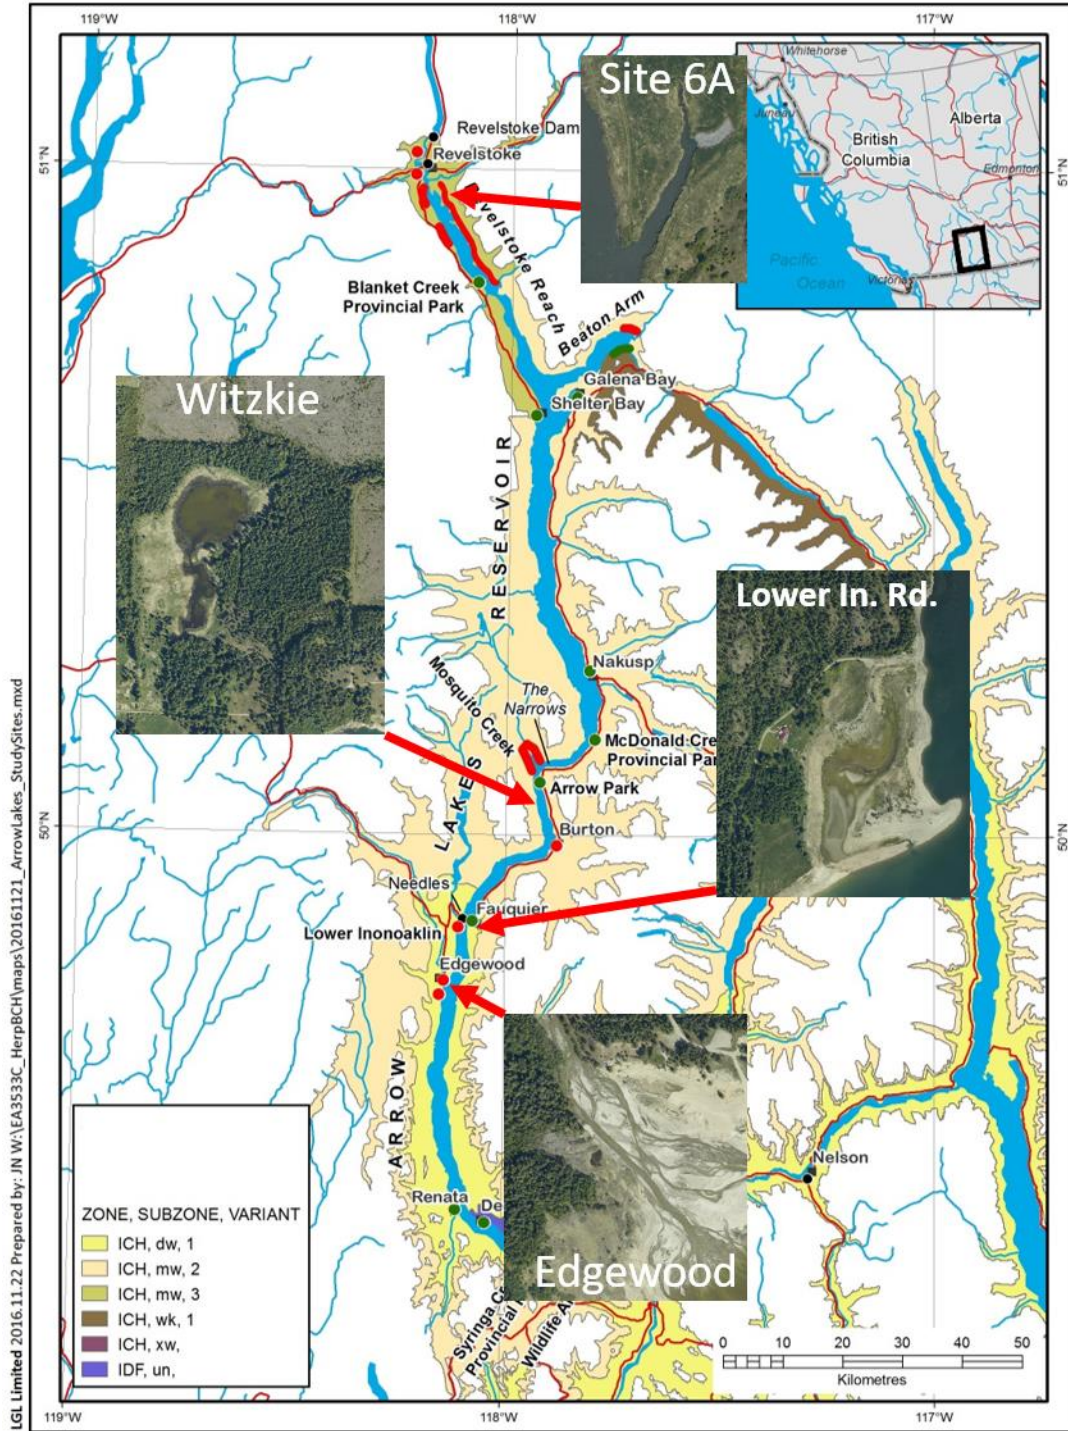 119°W
118°W
117°W
Site 6A
Whitehorse
Juneau
British
Columbia
Alberta
Edmonton
Pacific
Ocean
Victoria
Revelstoke Dam
Revelstoke
51°N
51°N
Revelstoke Reach
Blanket Creek
Provincial Park
Beaton Arm
Galena Bay
Shelter Bay
Witzkie
RESERVOIR
Lower In. Rd.
Nakusp
Mosquito Creek
The
Narrows
McDonald Cre
Provincial Par
Arrow Park
LAKES
50°N
50°N
Burton
Needles
Fauquier
Lower Inonoaklin
Edgewood
ARROW
Edgewood
Nelson
Renata
De
Syringa Cr
Provincial
Wildlife
ZONE, SUBZONE, VARIANT
ICH, dw, 1
ICH, mw, 2
ICH, mw, 3
ICH, wk, 1
ICH, xw,
IDF, un,
0 10 20 30 40 50
Kilometres
119°W
118°W
117°W
LGL Limited 2016.11.22 Prepared by: JN W:\EA3533C_HerpBCH\maps\20161121_ArrowLakes_StudySites.mxd